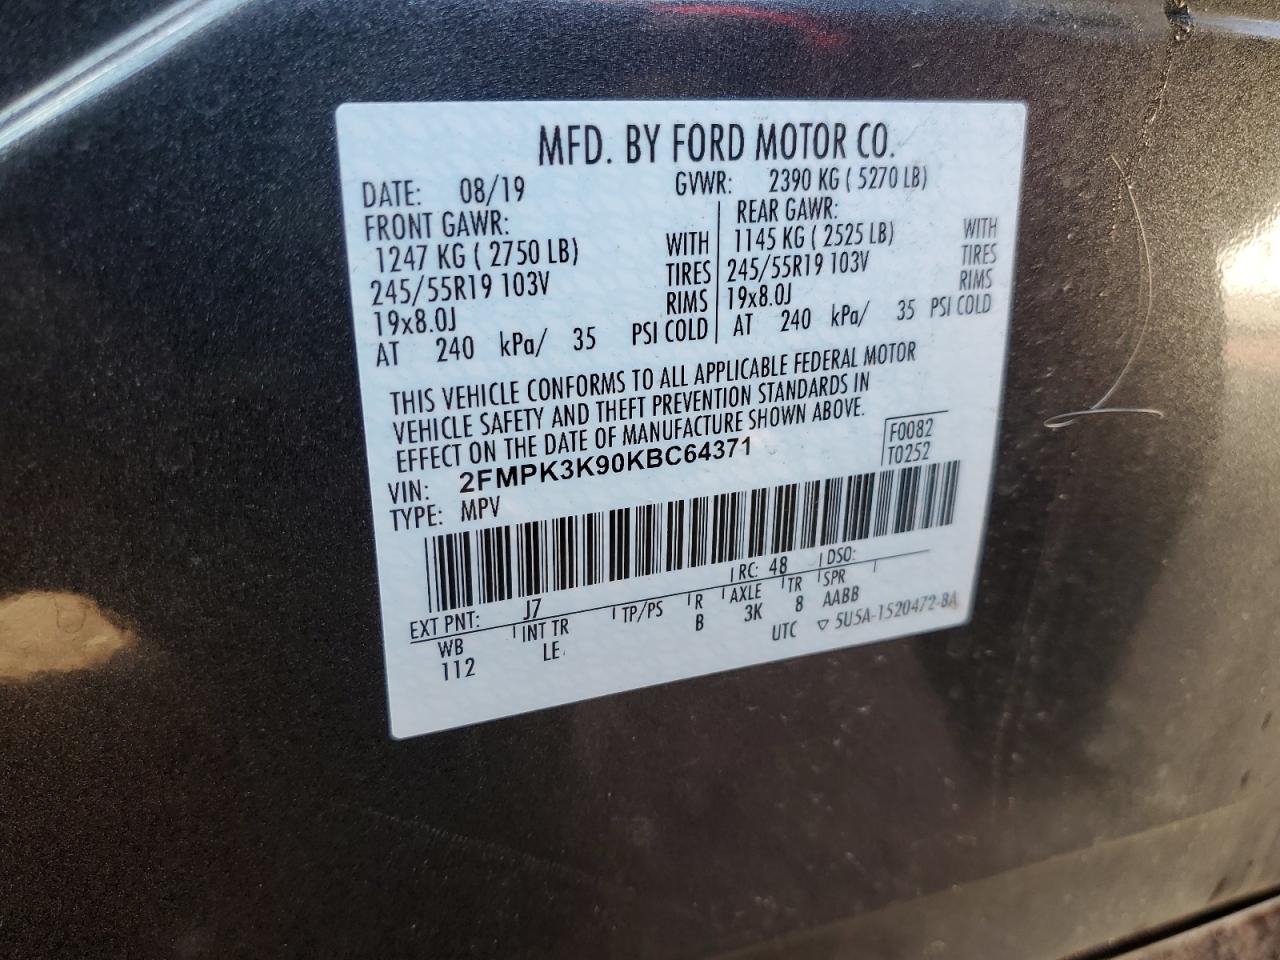 MFD. BY FORD MOTOR CO.
DATE: 08/19 GVWR: 2390 KG ( 5270 LB)
FRONT GAWR: REAR GAWR:
1247 KG ( 2750 LB) WITH 1145 KG ( 2525 LB) WITH
245/55R19 103V TIRES 245/55R19 103V TIRES
19x8.0J RIMS 19x8.0J RIMS
AT 240 kPa/ 35 PSI COLD AT 240 kPa/ 35 PSI COLD
THIS VEHICLE CONFORMS TO ALL APPLICABLE FEDERAL MOTOR
VEHICLE SAFETY AND THEFT PREVENTION STANDARDS IN
EFFECT ON THE DATE OF MANUFACTURE SHOWN ABOVE.
F0082
VIN: 2FMPK3K90KBC64371 T0252
TYPE: MPV
EXT PNT: J7 RC: 48 DSO:
WB INT TR TP/PS R AXLE TR SPR
112 LE B 3K 8 AABB
UTC ▽ 5U5A-1520472-BA